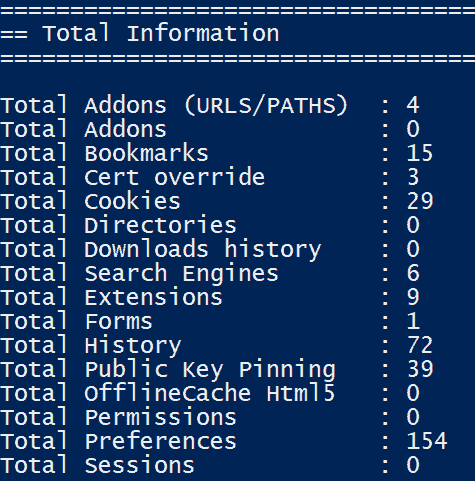 ==================================
== Total Information
==================================
Total Addons (URLS/PATHS)  : 4
Total Addons               : 0
Total Bookmarks            : 15
Total Cert override        : 3
Total Cookies              : 29
Total Directories          : 0
Total Downloads history    : 0
Total Search Engines       : 6
Total Extensions           : 9
Total Forms                : 1
Total History              : 72
Total Public Key Pinning   : 39
Total OfflineCache Html5   : 0
Total Permissions          : 0
Total Preferences          : 154
Total Sessions             : 0